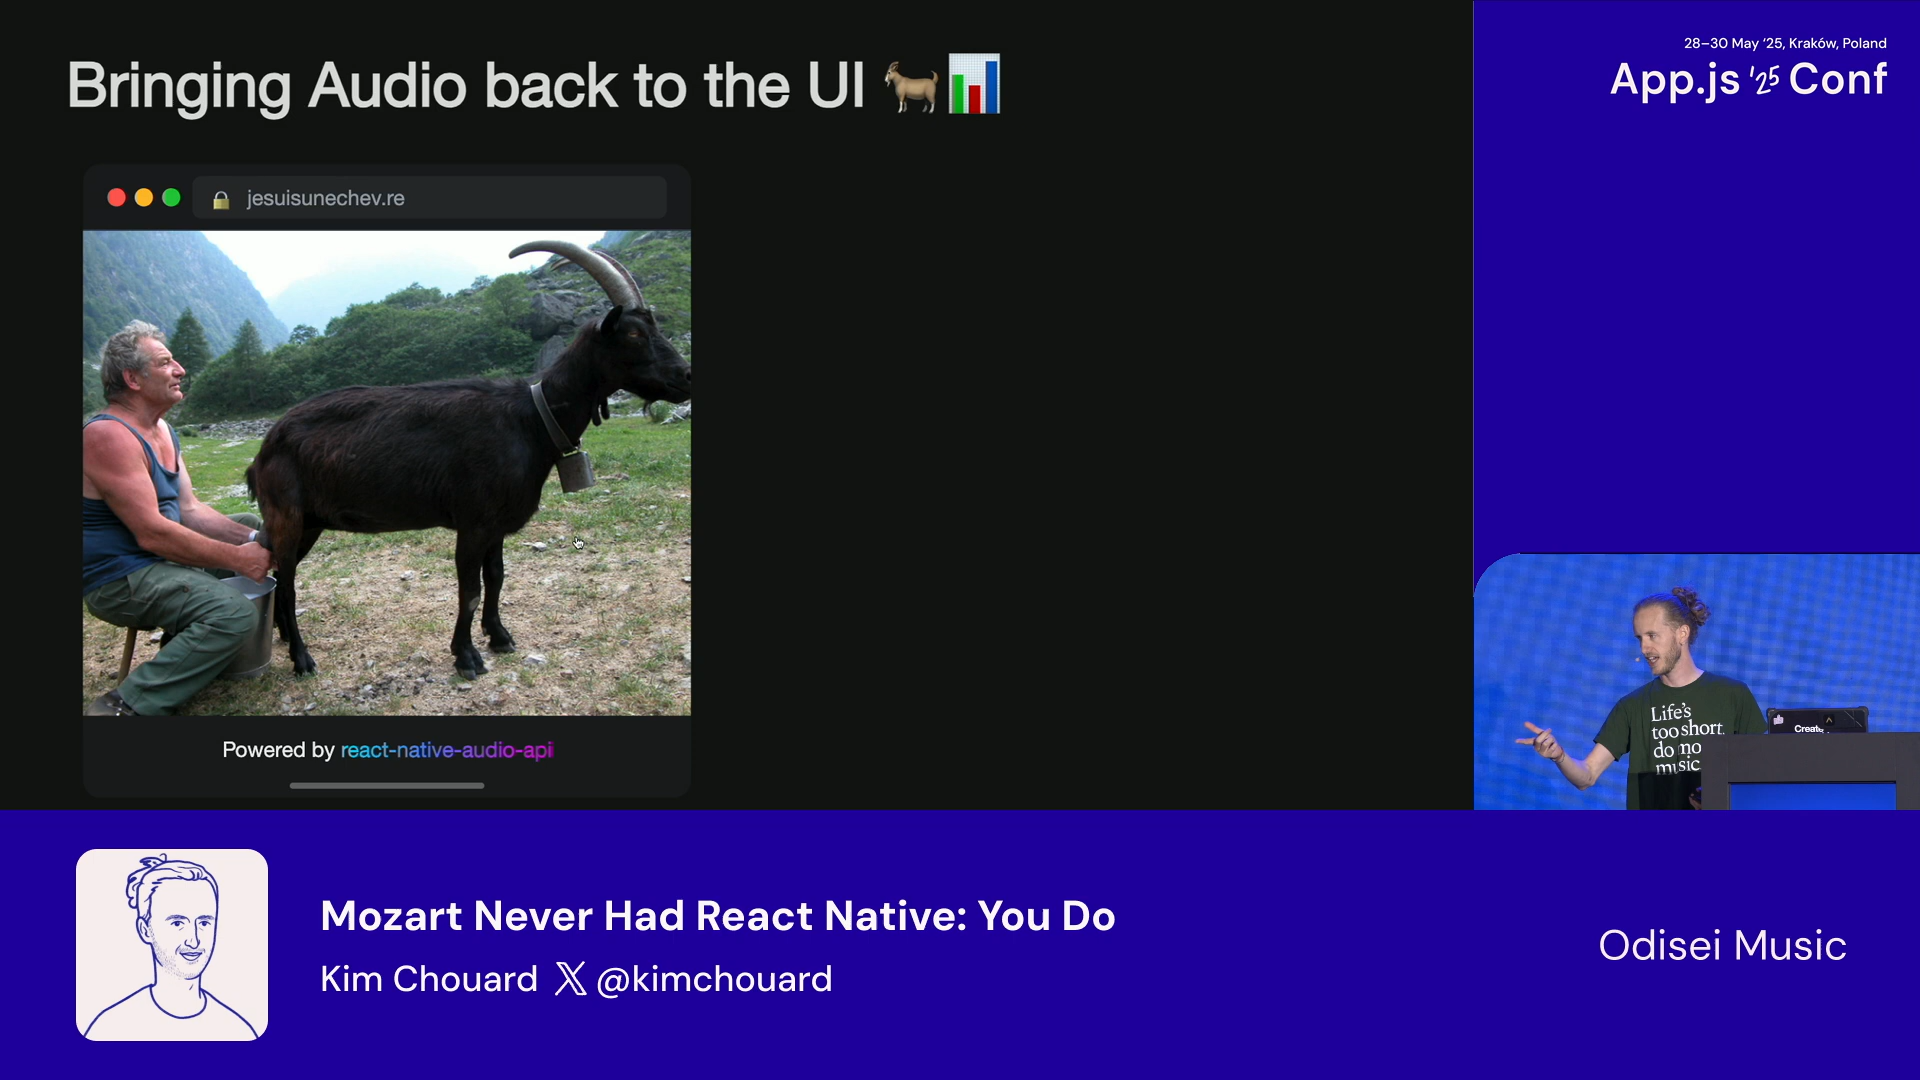 Bringing Audio back to the UI 🐐📊
jesuisunechev.re
Powered by react-native-audio-api
28–30 May ‘25, Kraków, Poland
App.js ’25 Conf
Life’s
too short
do mo
music
Create
Mozart Never Had React Native: You Do
Kim Chouard 𝕏 @kimchouard
Odisei Music